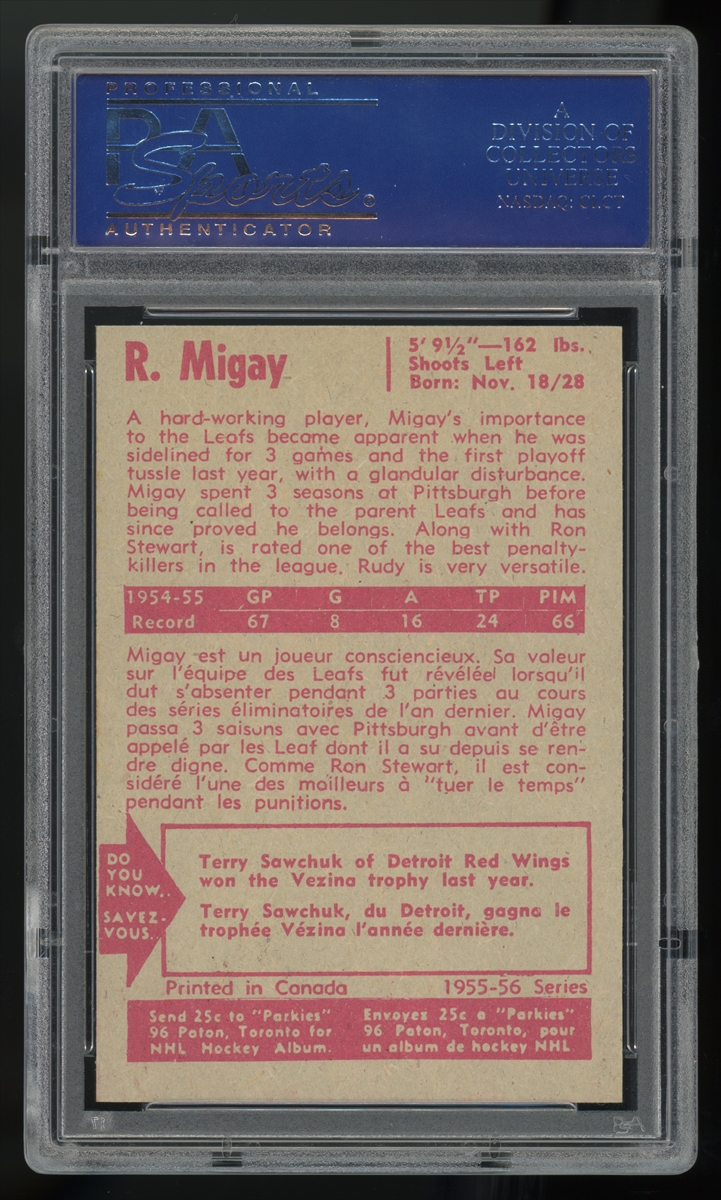 PROFESSIONAL
PSA
Sports®
AUTHENTICATOR
A
DIVISION OF
COLLECTORS
UNIVERSE
NASDAQ: CLCT
R. Migay
5' 9½"—162 lbs.
Shoots Left
Born: Nov. 18/28
A hard-working player, Migay's importance
to the Leafs became apparent when he was
sidelined for 3 games and the first playoff
tussle last year, with a glandular disturbance.
Migay spent 3 seasons at Pittsburgh before
being called to the parent Leafs and has
since proved he belongs. Along with Ron
Stewart, is rated one of the best penalty-
killers in the league. Rudy is very versatile.
1954-55 GP G A TP PIM
Record 67 8 16 24 66
Migay est un joueur consciencieux. Sa valeur
sur l'équipe des Leafs fut révéléel lorsqu'il
dut s'absenter pendant 3 parties au cours
des séries éliminatoires de l'an dernier. Migay
passa 3 saisons avec Pittsburgh avant d'être
appelé par les Leaf dont il a su depuis se ren-
dre digne. Comme Ron Stewart, il est con-
sidéré l'une des meilleurs à "tuer le temps"
pendant les punitions.
DO
YOU
KNOW..
SAVEZ-
VOUS..
Terry Sawchuk of Detroit Red Wings
won the Vezina trophy last year.
Terry Sawchuk, du Detroit, gagna le
trophée Vézina l'année dernière.
Printed in Canada 1955-56 Series
Send 25c to "Parkies"
96 Paton, Toronto for
NHL Hockey Album.
Envoyez 25c a "Parkies"
96 Paton, Toronto, pour
un album de hockey NHL
PSA